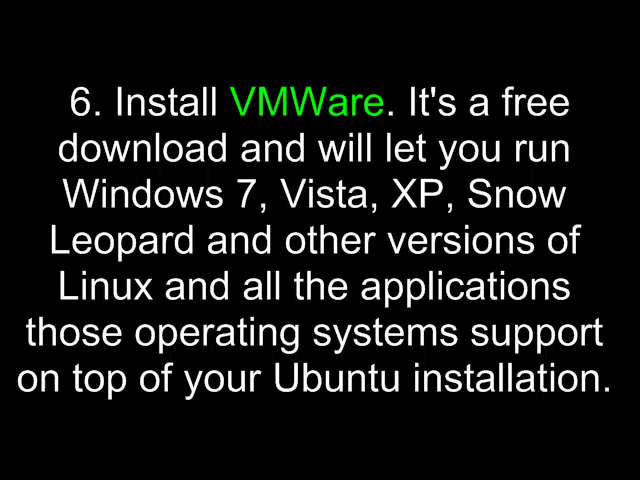 6. Install VMWare. It's a free
download and will let you run
Windows 7, Vista, XP, Snow
Leopard and other versions of
Linux and all the applications
those operating systems support
on top of your Ubuntu installation.